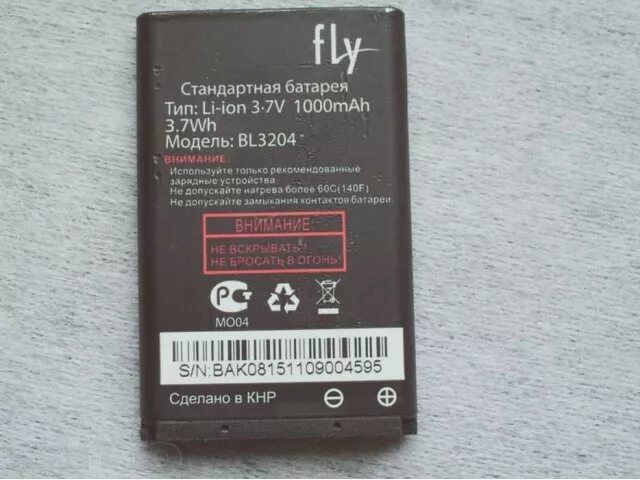 fly
Стандартная батарея
Тип: Li-ion 3.7V 1000mAh
3.7Wh
Модель: BL3204
ВНИМАНИЕ:
Используйте только рекомендованные
зарядные устройства.
Не допускайте нагрева более 60C(140F)
Не допускайте замыкания контактов батареи.
ВНИМАНИЕ:
НЕ ВСКРЫВАТЬ!
НЕ БРОСАТЬ В ОГОНЬ!
PC
МО04
S/N:BAK08151109004595
Сделано в КНР